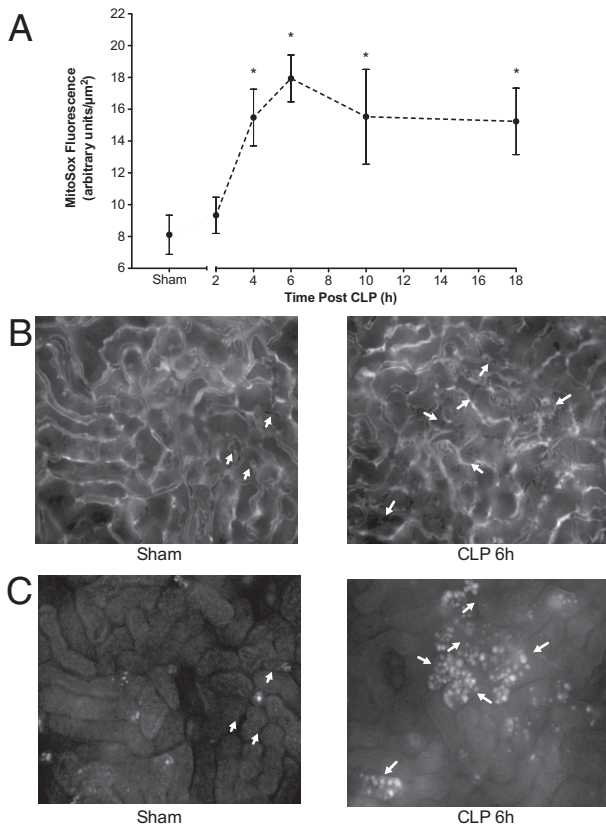 A
MitoSox Fluorescence
(arbitrary units/µm²)
22
20
18
16
14
12
10
8
6
* * * *
Sham 2 4 6 8 10 12 14 16 18
Time Post CLP (h)
B
Sham CLP 6h
C
Sham CLP 6h